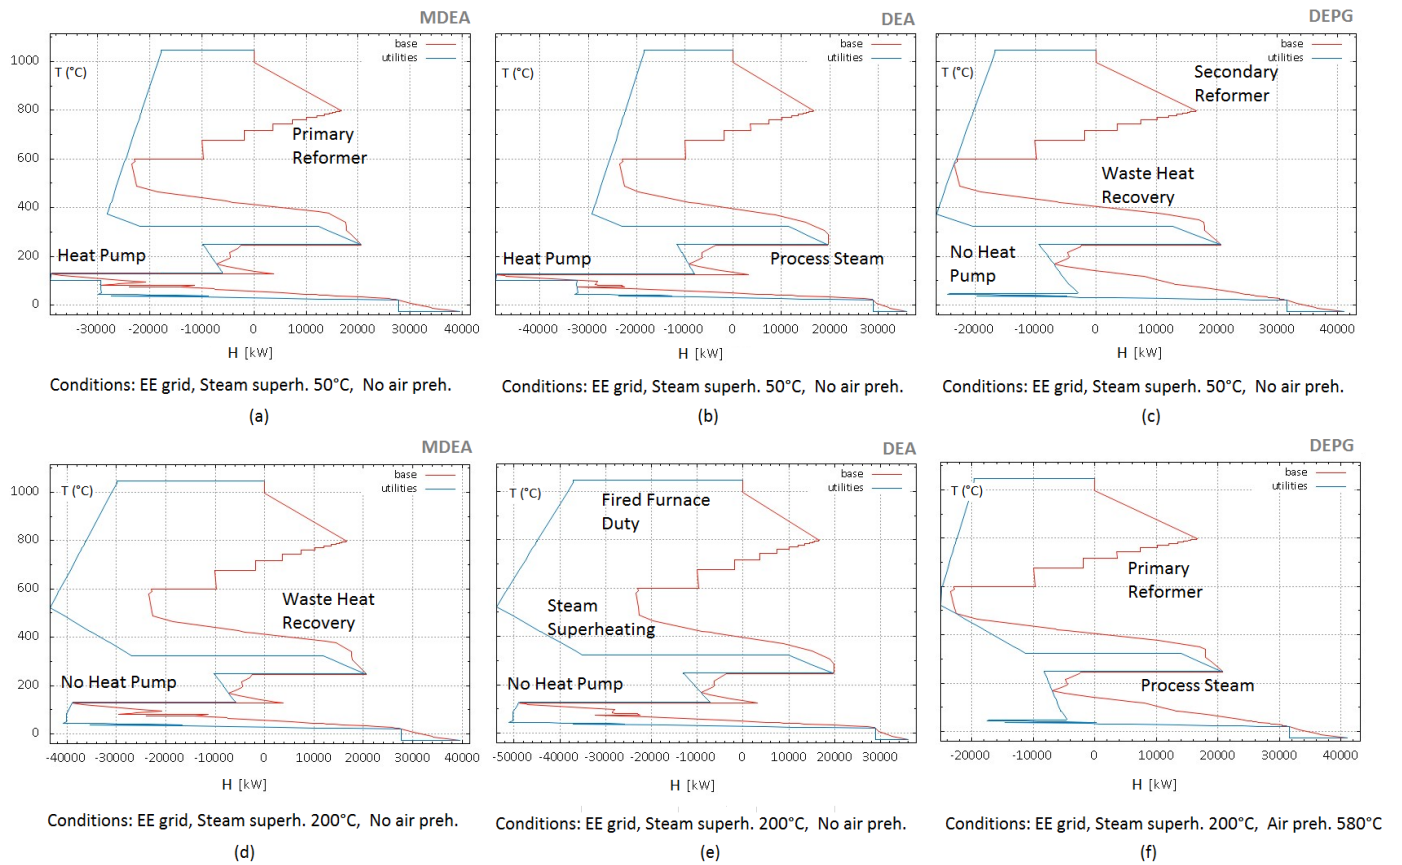 MDEA
base
utilities
T (°C)
1000
800
600
400
200
0
Primary
Reformer
Heat Pump
-30000 -20000 -10000 0 10000 20000 30000 40000
H [kW]
Conditions: EE grid, Steam superh. 50°C, No air preh.
(a)
DEA
base
utilities
T (°C)
Heat Pump
Process Steam
-40000 -30000 -20000 -10000 0 10000 20000 30000
H [kW]
Conditions: EE grid, Steam superh. 50°C, No air preh.
(b)
DEPG
base
utilities
T (°C)
Secondary
Reformer
Waste Heat
Recovery
No Heat
Pump
-20000 -10000 0 10000 20000 30000 40000
H [kW]
Conditions: EE grid, Steam superh. 50°C, No air preh.
(c)
MDEA
base
utilities
T (°C)
1000
800
600
400
200
0
Waste Heat
Recovery
No Heat Pump
-40000 -30000 -20000 -10000 0 10000 20000 30000 40000
H [kW]
Conditions: EE grid, Steam superh. 200°C, No air preh.
(d)
DEA
base
utilities
T (°C)
Fired Furnace
Duty
Steam
Superheating
No Heat Pump
-50000 -40000 -30000 -20000 -10000 0 10000 20000 30000
H [kW]
Conditions: EE grid, Steam superh. 200°C, No air preh.
(e)
DEPG
base
utilities
T (°C)
Primary
Reformer
Process Steam
-20000 -10000 0 10000 20000 30000 40000
H [kW]
Conditions: EE grid, Steam superh. 200°C, Air preh. 580°C
(f)